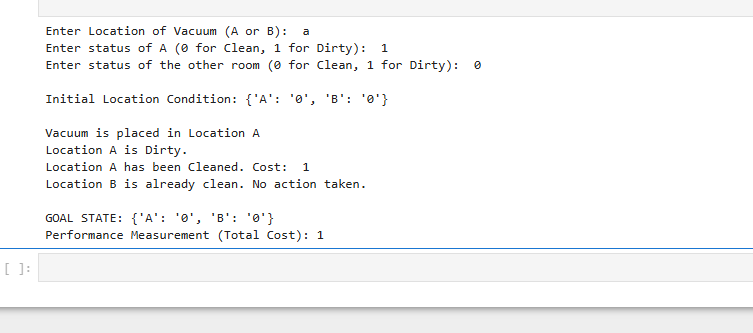 Enter Location of Vacuum (A or B):  a
Enter status of A (0 for Clean, 1 for Dirty):  1
Enter status of the other room (0 for Clean, 1 for Dirty):  0
Initial Location Condition: {'A': '0', 'B': '0'}
Vacuum is placed in Location A
Location A is Dirty.
Location A has been Cleaned. Cost:  1
Location B is already clean. No action taken.
GOAL STATE: {'A': '0', 'B': '0'}
Performance Measurement (Total Cost): 1
[ ]: